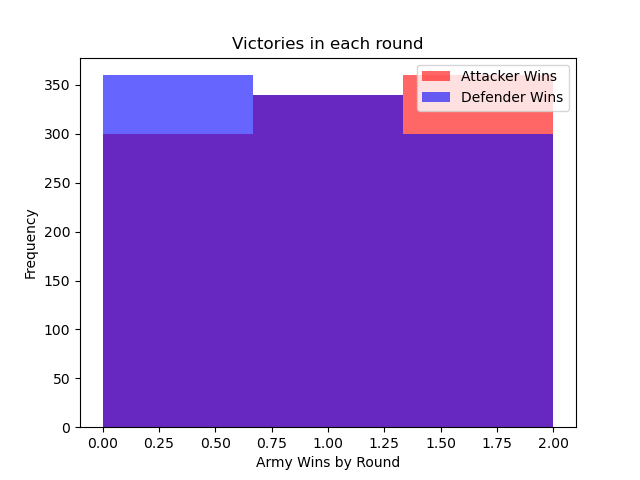 Victories in each round
Attacker Wins
Defender Wins
350
300
250
200
150
100
50
0
Frequency
0.00 0.25 0.50 0.75 1.00 1.25 1.50 1.75 2.00
Army Wins by Round